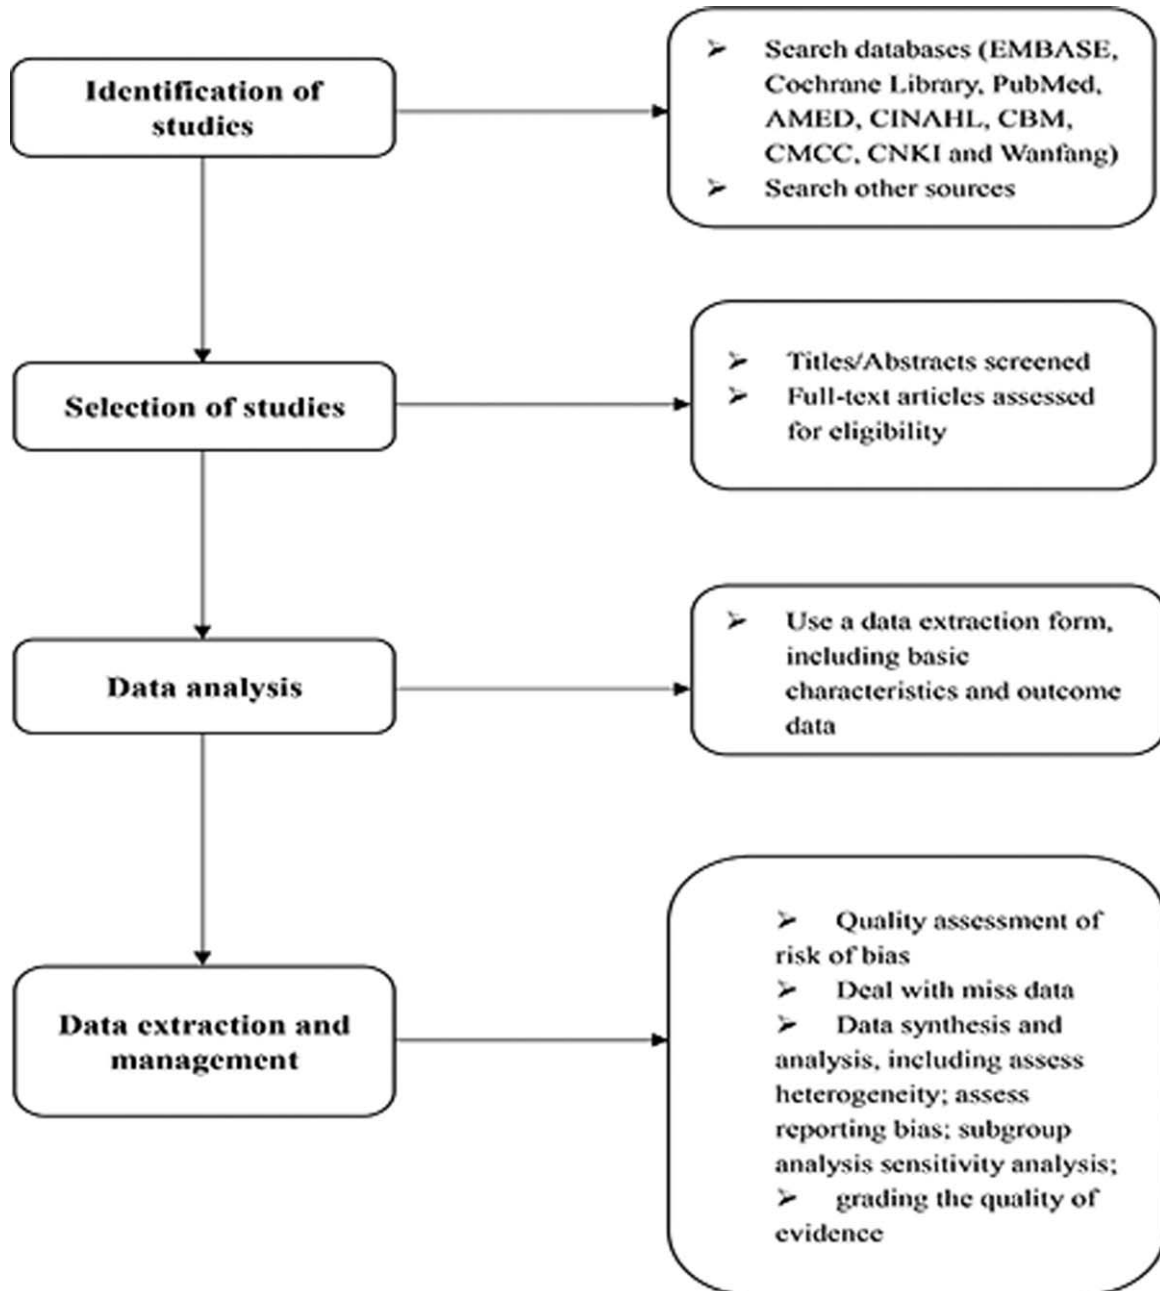 Identification of
studies
➢ Search databases (EMBASE,
Cochrane Library, PubMed,
AMED, CINAHL, CBM,
CMCC, CNKI and Wanfang)
➢ Search other sources
Selection of studies
➢ Titles/Abstracts screened
➢ Full-text articles assessed
for eligibility
Data analysis
➢ Use a data extraction form,
including basic
characteristics and outcome
data
Data extraction and
management
➢ Quality assessment of
risk of bias
➢ Deal with miss data
➢ Data synthesis and
analysis, including assess
heterogeneity; assess
reporting bias; subgroup
analysis sensitivity analysis;
➢ grading the quality of
evidence